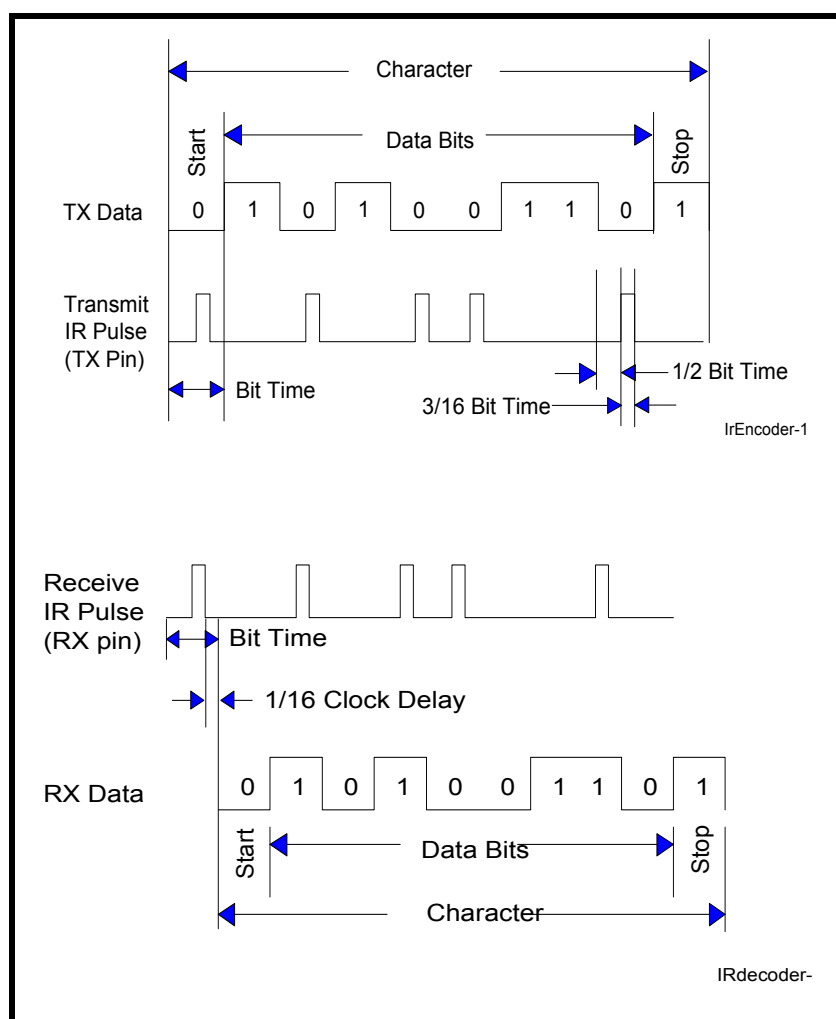 Character
Start
Data Bits
Stop
TX Data
0 1 0 1 0 0 1 1 0 1
Transmit
IR Pulse
(TX Pin)
Bit Time
1/2 Bit Time
3/16 Bit Time
IrEncoder-1
Receive
IR Pulse
(RX pin)
Bit Time
1/16 Clock Delay
RX Data
0 1 0 1 0 0 1 1 0 1
Start
Data Bits
Stop
Character
IRdecoder-